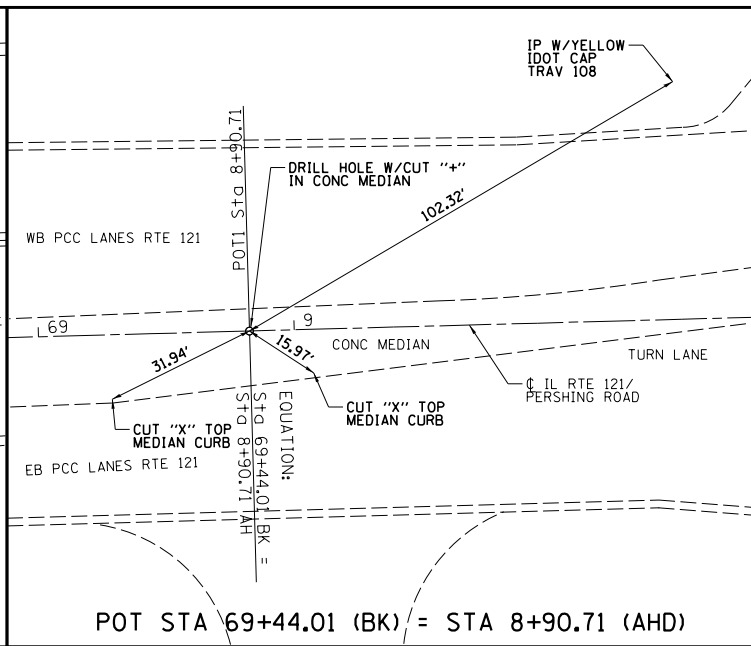 IP W/YELLOW
IDOT CAP
TRAV 108
POT1 Sta 8+90.71
DRILL HOLE W/CUT "+"
IN CONC MEDIAN
102.32'
WB PCC LANES RTE 121
69
9
31.94'
15.97'
CONC MEDIAN
TURN LANE
℄ IL RTE 121/
PERSHING ROAD
CUT "X" TOP
MEDIAN CURB
CUT "X" TOP
MEDIAN CURB
EQUATION:
Sta 69+44.01 BK =
Sta 8+90.71 AH
EB PCC LANES RTE 121
POT STA 69+44.01 (BK) = STA 8+90.71 (AHD)